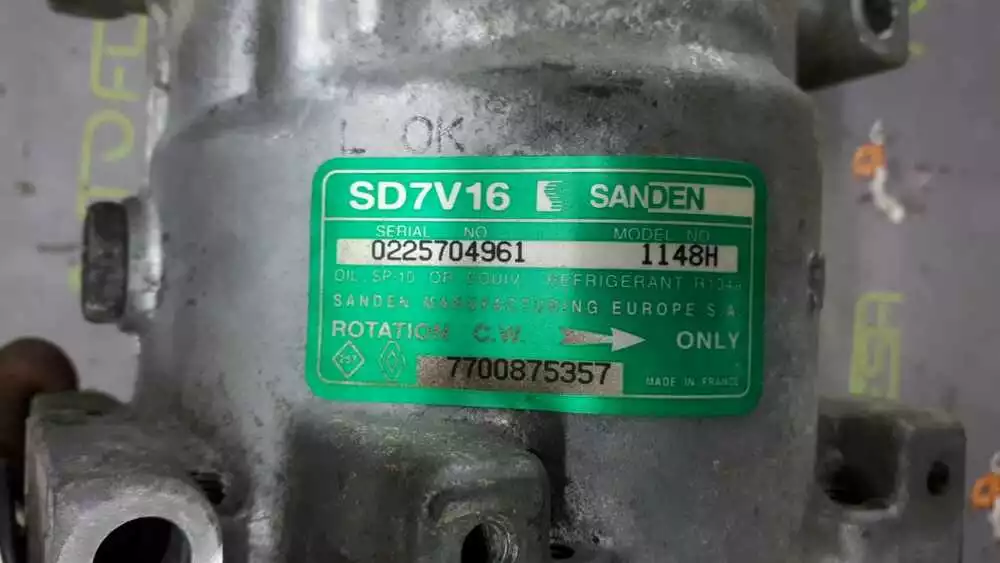 L OK
SD7V16 SANDEN
SERIAL NO. MODEL NO.
0225704961 1148H
OIL SP-10 OR EQUIV. REFRIGERANT R134a
SANDEN MANUFACTURING EUROPE S.A.
ROTATION C.W. ONLY
7700875357 MADE IN FRANCE